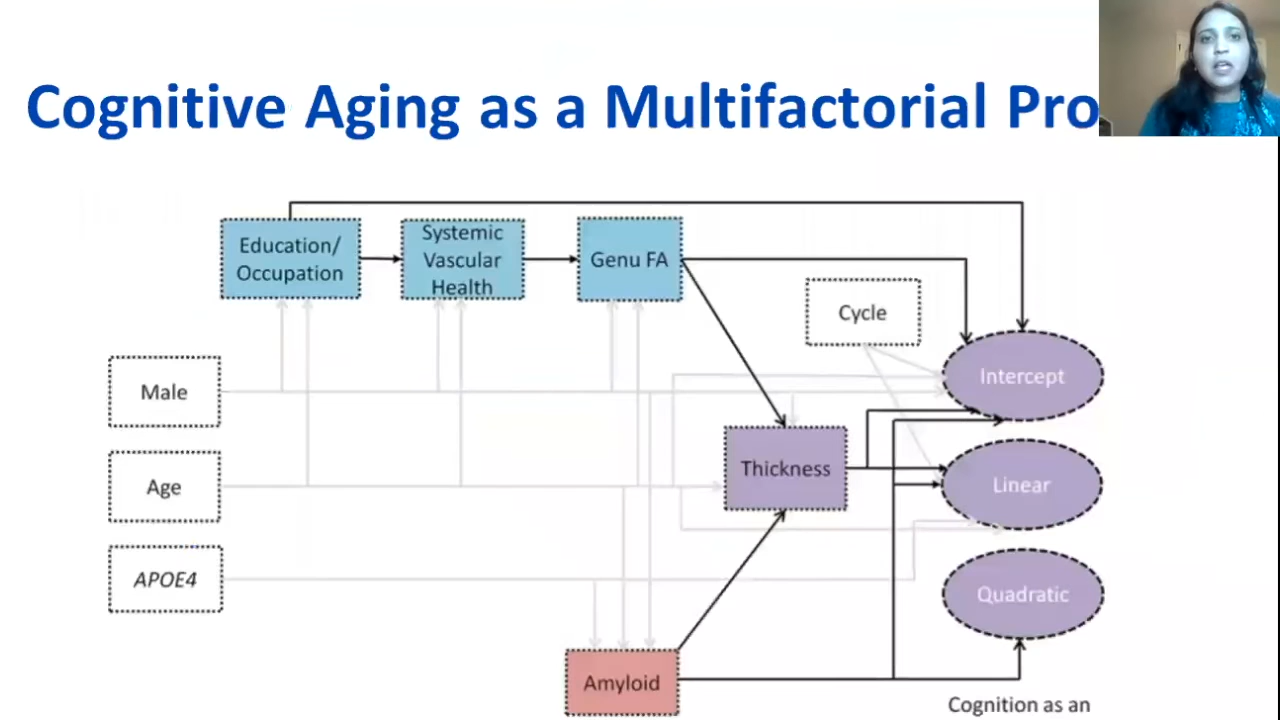 Cognitive Aging as a Multifactorial Pro
Education/
Occupation
Systemic
Vascular
Health
Genu FA
Cycle
Male
Intercept
Age
Thickness
Linear
APOE4
Quadratic
Amyloid
Cognition as an